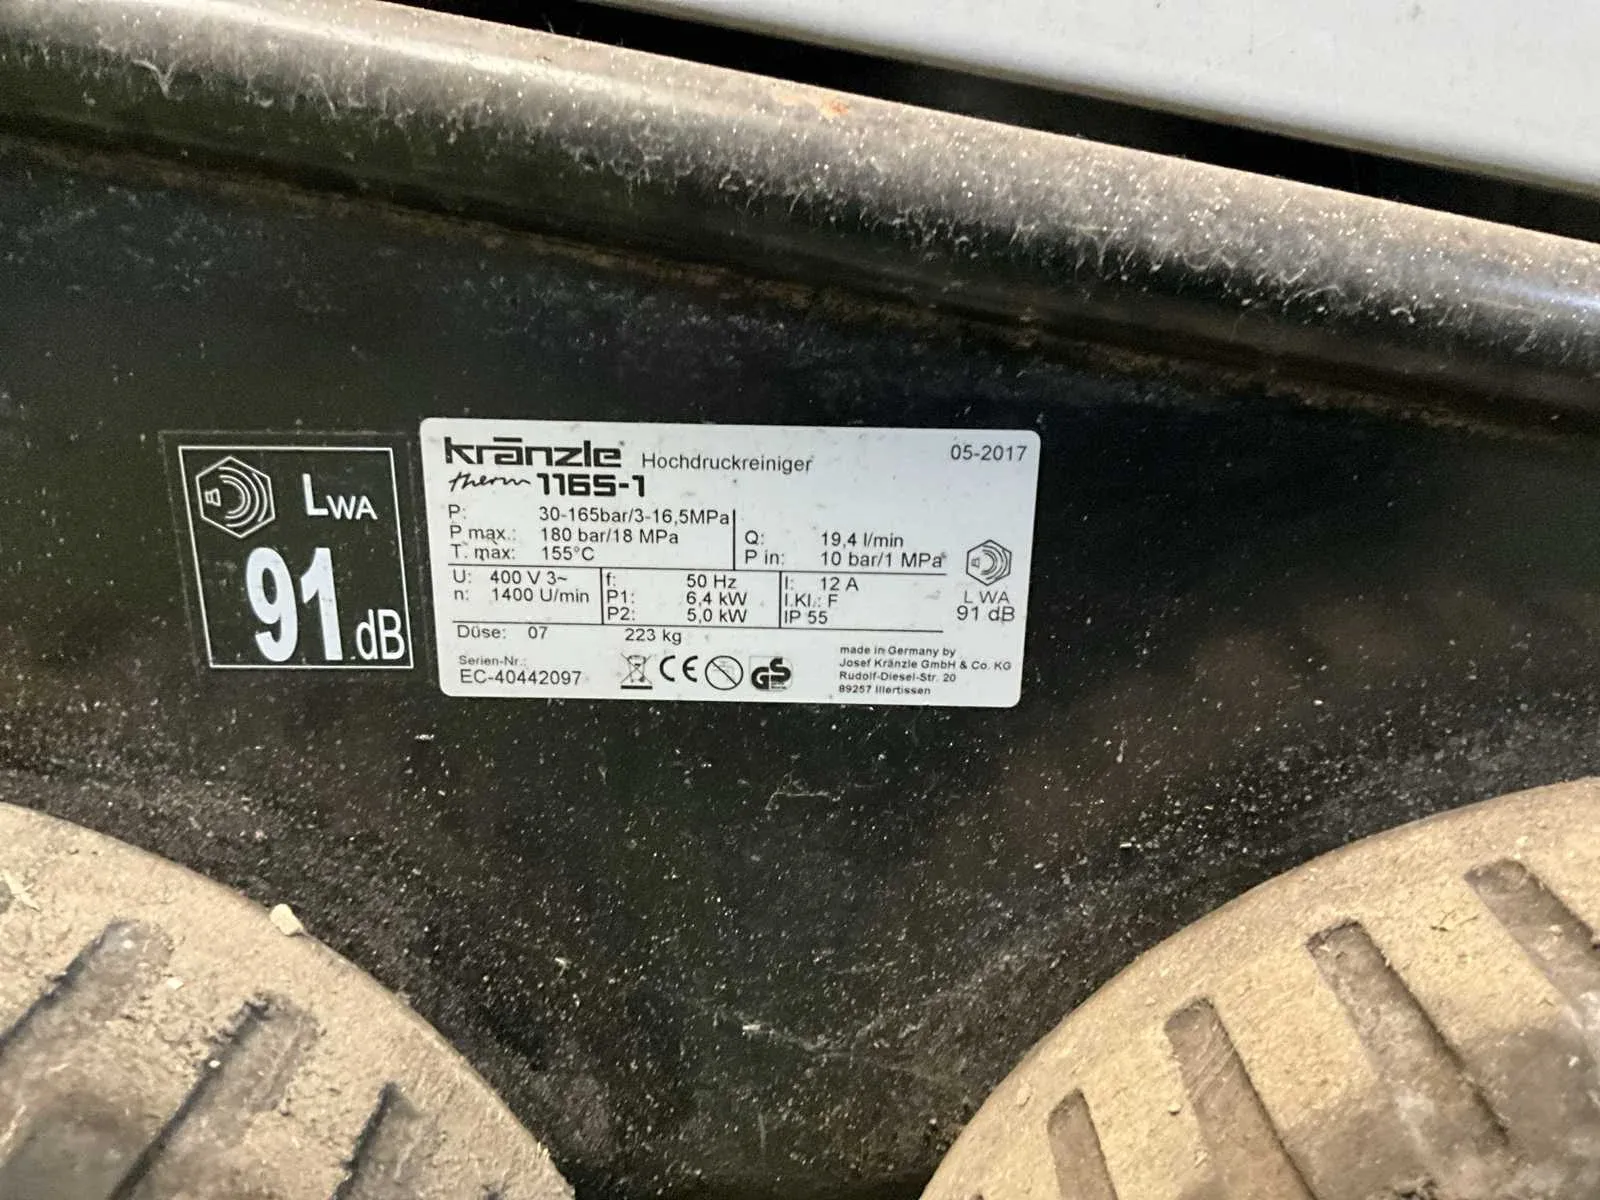 LWA
91 dB
kränzle Hochdruckreiniger 05-2017
therm 1165-1
P: 30-165bar/3-16,5MPa
P max.: 180 bar/18 MPa
T. max: 155°C
Q: 19,4 l/min
P in: 10 bar/1 MPa
U: 400 V 3~
n: 1400 U/min
f: 50 Hz
P1: 6,4 kW
P2: 5,0 kW
I: 12 A
I.Kl.: F
IP 55
LWA
91 dB
Düse: 07 223 kg
Serien-Nr.:
EC-40442097
CE
GS
made in Germany by
Josef Kränzle GmbH & Co. KG
Rudolf-Diesel-Str. 20
89257 Illertissen